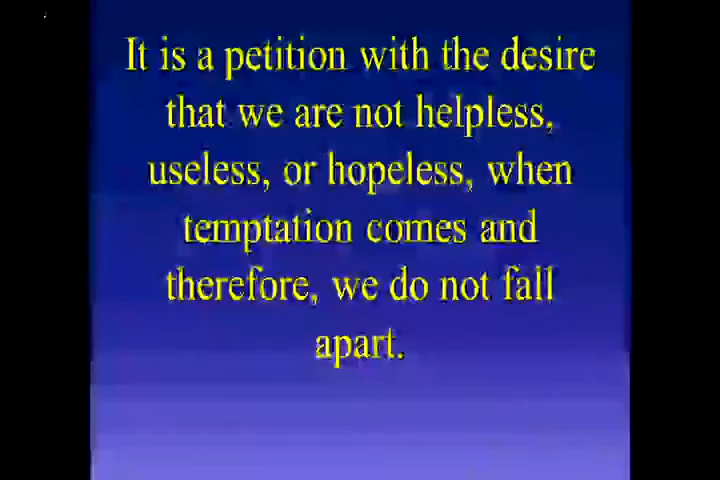 It is a petition with the desire
that we are not helpless,
useless, or hopeless, when
temptation comes and
therefore, we do not fall
apart.